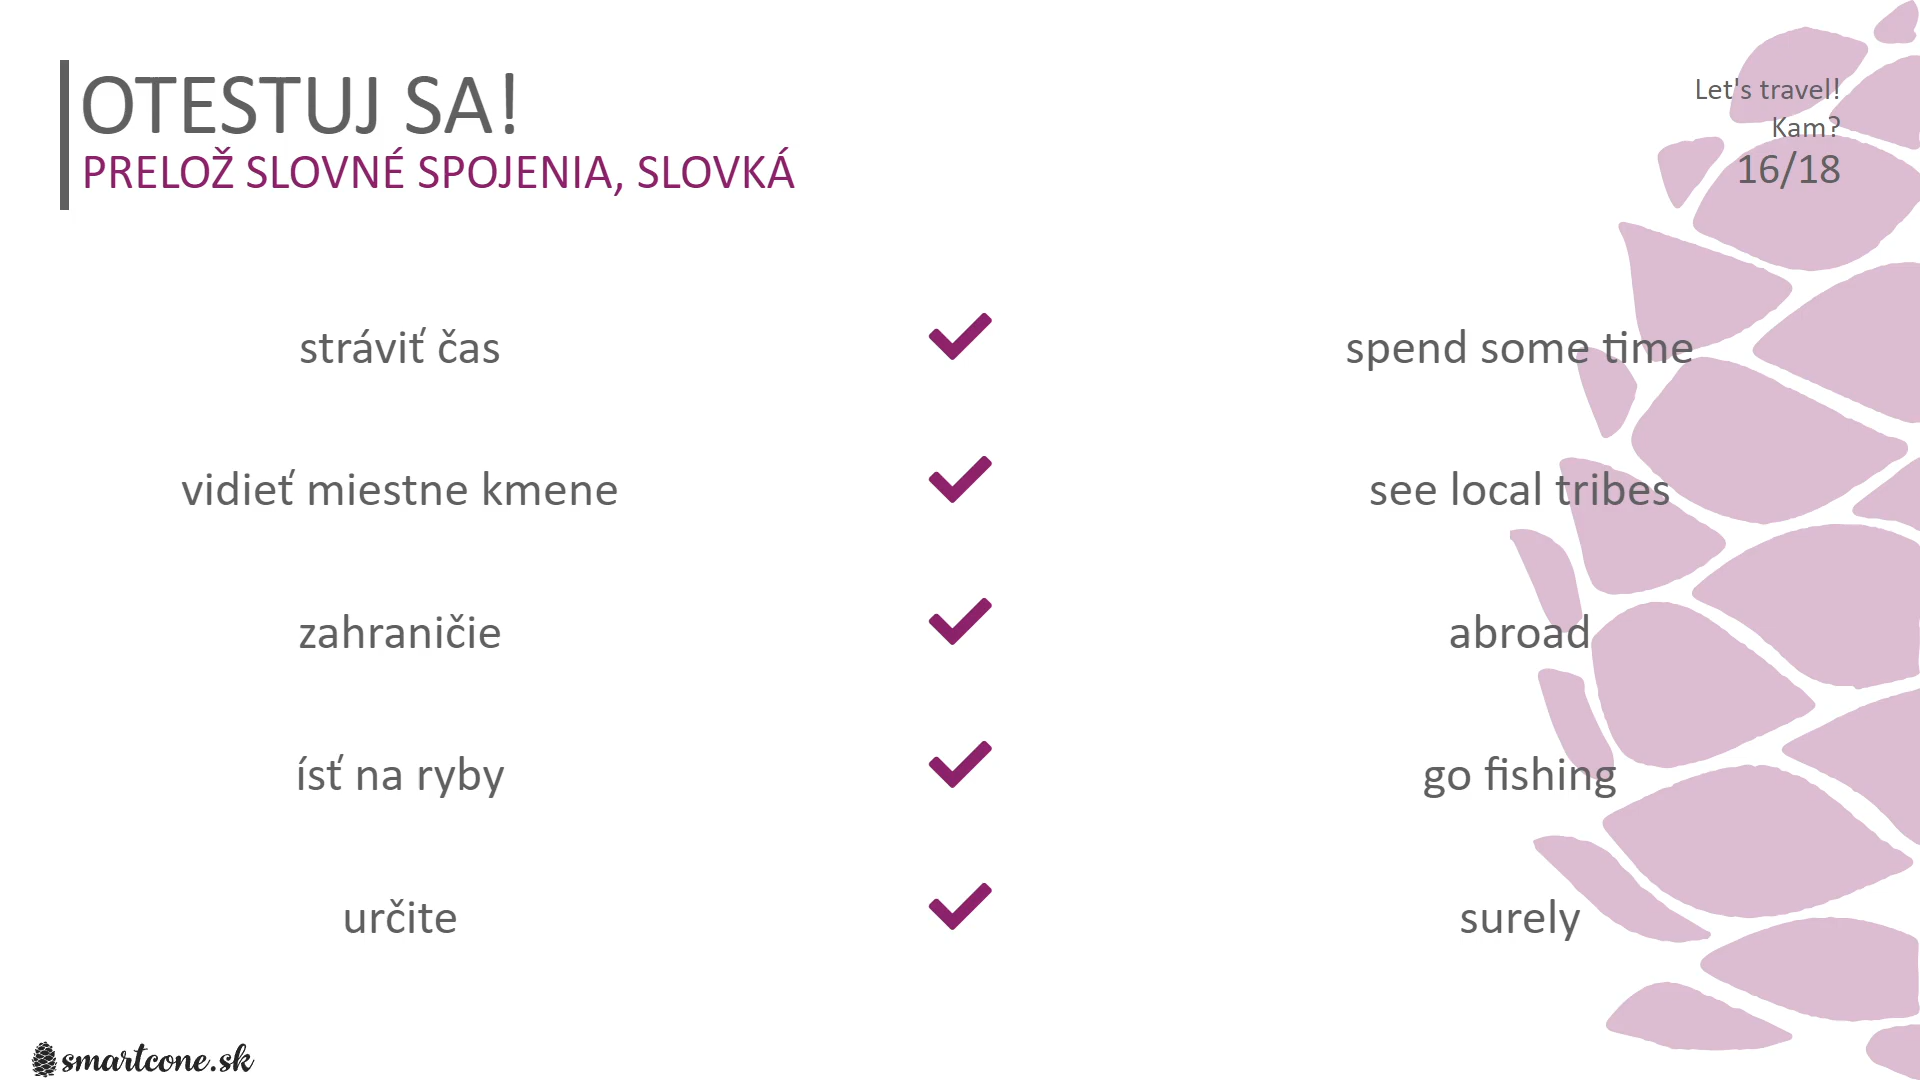 OTESTUJ SA!
PRELOŽ SLOVNÉ SPOJENIA, SLOVKÁ
Let's travel!
Kam?
16/18
stráviť čas spend some time
vidieť miestne kmene see local tribes
zahraničie abroad
ísť na ryby go fishing
určite surely
smartcone.sk